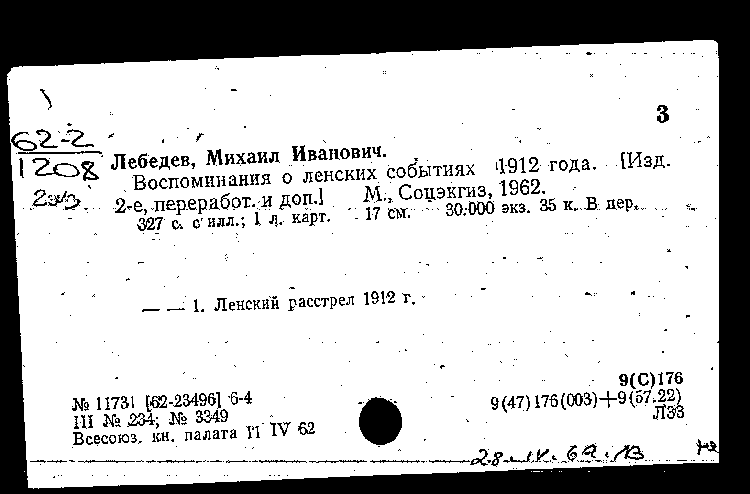 3
62-2
1208
2 экз.
Лебедев, Михаил Иванович.
Воспоминания о ленских событиях 1912 года. [Изд.
2-е, переработ. и доп.] М., Соцэкгиз, 1962.
327 с. с илл.; 1 л. карт. 17 см. 30.000 экз. 35 к. В пер.
— — 1. Ленский расстрел 1912 г.
9(С)176
№ 11731 [62-23496] 6-4
9(47)176(003)+9(57.22)
III № 234; № 3349
Л33
Всесоюз. кн. палата 11 IV 62
28.IV.62.